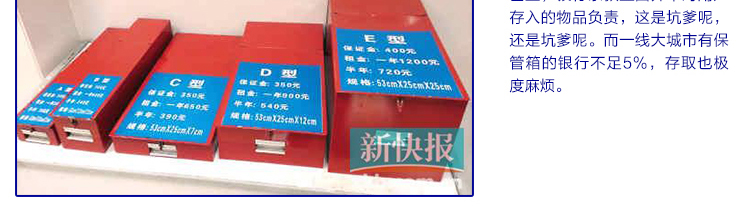 C 型
保证金: 350元
租金: 一年650元
半年: 390元
规格: 53cmX25cmX7cm
D 型
保证金: 350元
租金: 一年900元
半年: 540元
规格: 53cmX25cmX12cm
E 型
保证金: 400元
租金: 一年1200元
半年: 720元
规格: 53cmX25cmX25cm
新快报
存入的物品负责，这是坑爹呢，
还是坑爹呢。而一线大城市有保
管箱的银行不足5%，存取也极
度麻烦。